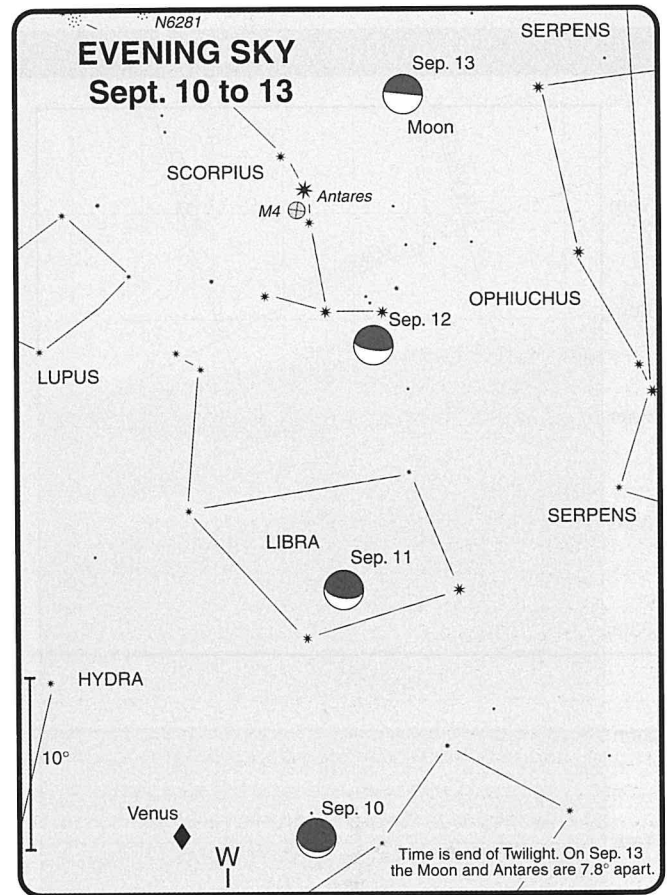 N6281
EVENING SKY
Sept. 10 to 13
SERPENS
Sep. 13
Moon
SCORPIUS
Antares
M4
OPHIUCHUS
Sep. 12
LUPUS
SERPENS
LIBRA
Sep. 11
HYDRA
10°
Venus
Sep. 10
W
Time is end of Twilight. On Sep. 13
the Moon and Antares are 7.8° apart.